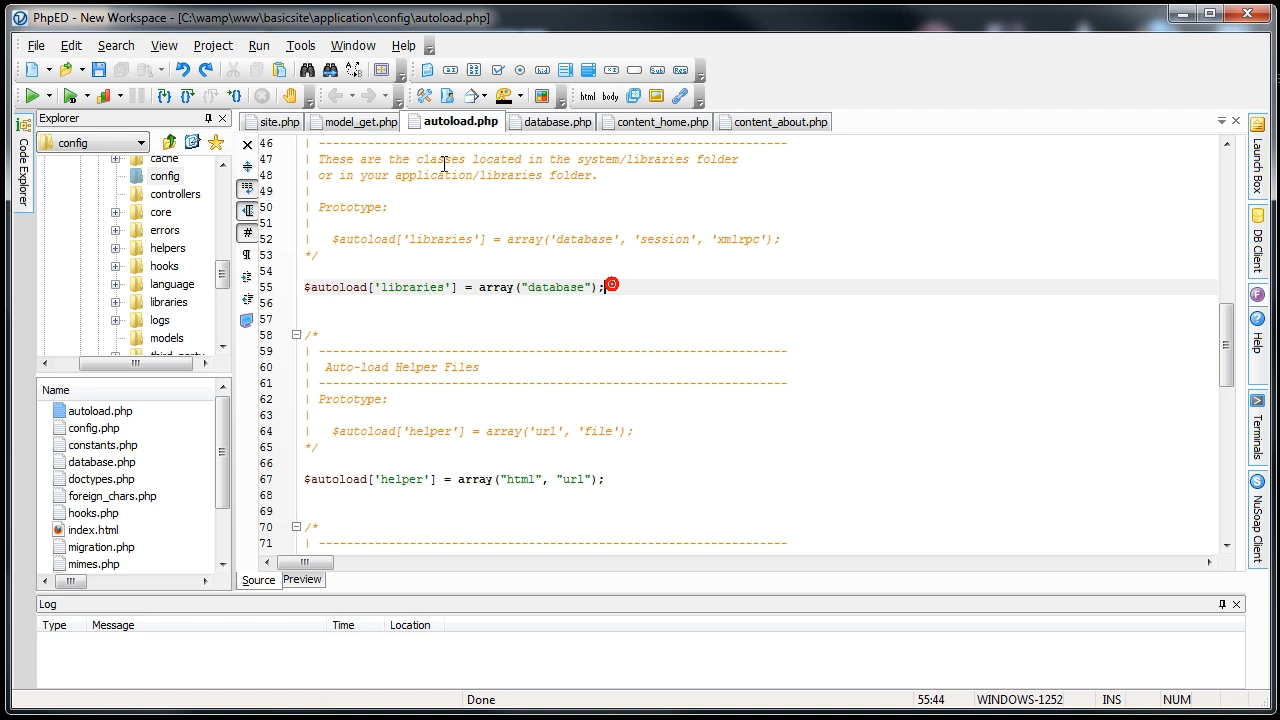 PhpED - New Workspace - [C:\wamp\www\basicsite\application\config\autoload.php]
File Edit Search View Project Run Tools Window Help
html body
Explorer
config
cache
config
controllers
core
errors
helpers
hooks
language
libraries
logs
models
third_party
Name
autoload.php
config.php
constants.php
database.php
doctypes.php
foreign_chars.php
hooks.php
index.html
migration.php
mimes.php
Code Explorer
site.php model_get.php autoload.php database.php content_home.php content_about.php
46 | -------------------------------------------------------------------
47 | These are the classes located in the system/libraries folder
48 | or in your application/libraries folder.
49 |
50 | Prototype:
51 |
52 | $autoload['libraries'] = array('database', 'session', 'xmlrpc');
53 */
54
55 $autoload['libraries'] = array("database");
56
57
58 /*
59 | -------------------------------------------------------------------
60 | Auto-load Helper Files
61 | -------------------------------------------------------------------
62 | Prototype:
63 |
64 | $autoload['helper'] = array('url', 'file');
65 */
66
67 $autoload['helper'] = array("html", "url");
68
69
70 /*
71 | -------------------------------------------------------------------
Source Preview
Launch Box
DB Client
Help
Terminals
NuSoap Client
Log
Type Message Time Location
Done 55:44 WINDOWS-1252 INS NUM